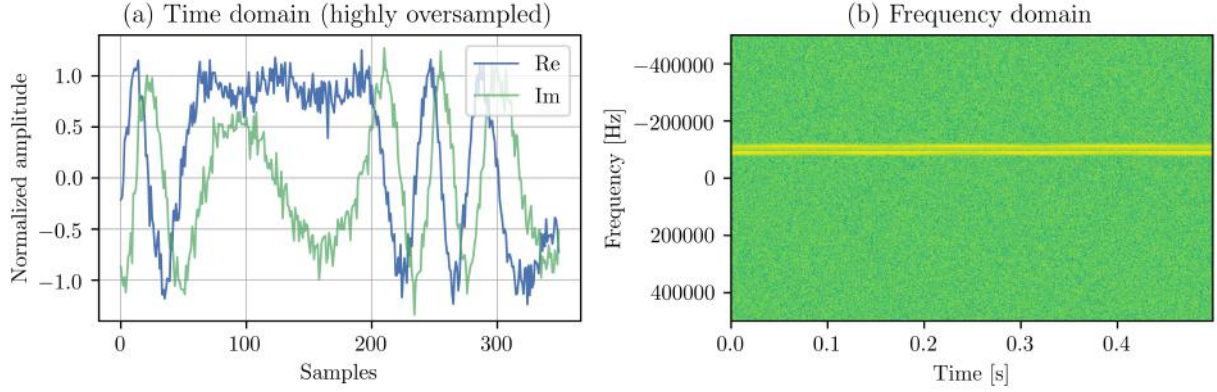 (a) Time domain (highly oversampled)
Normalized amplitude
1.0
0.5
0.0
−0.5
−1.0
Re
Im
0
100
200
300
Samples
(b) Frequency domain
Frequency [Hz]
−400000
−200000
0
200000
400000
0.0
0.1
0.2
0.3
0.4
Time [s]